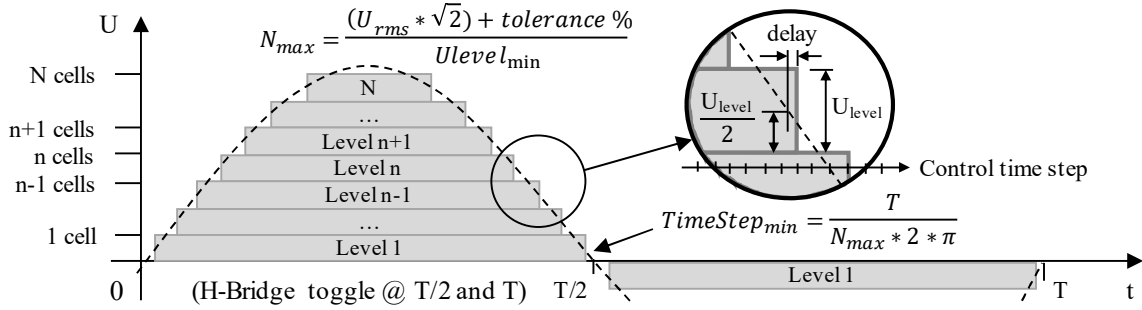 U
N_max = ((U_rms * √2) + tolerance %) / Ulevel_min
delay
N cells
N
U_level / 2
U_level
…
n+1 cells
Level n+1
n cells
Level n
n-1 cells
Level n-1
Control time step
…
TimeStep_min = T / (N_max * 2 * π)
1 cell
Level 1
Level 1
0
(H-Bridge toggle @ T/2 and T)
T/2
T
t